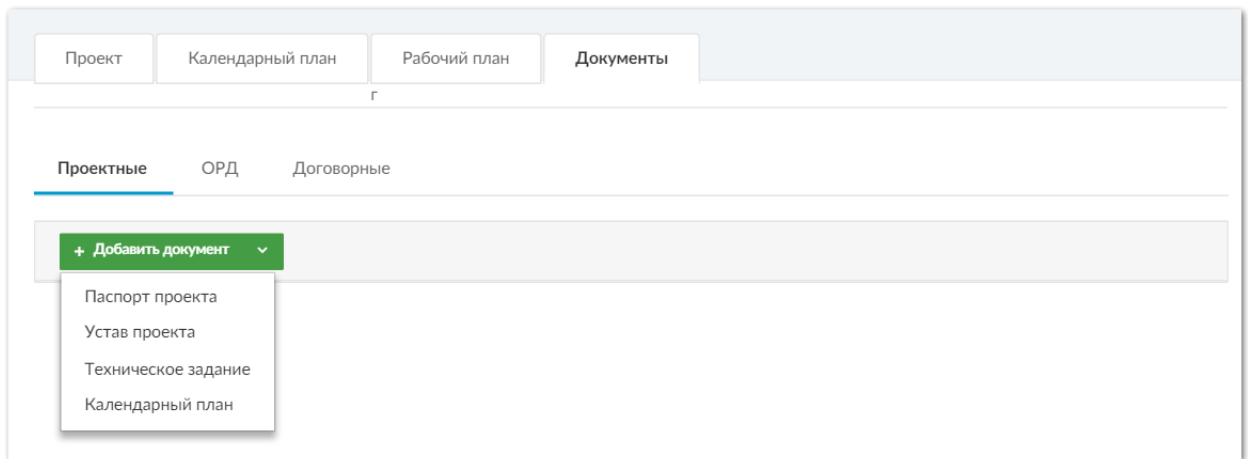 Проект Календарный план Рабочий план Документы
г
Проектные ОРД Договорные
+ Добавить документ
Паспорт проекта
Устав проекта
Техническое задание
Календарный план